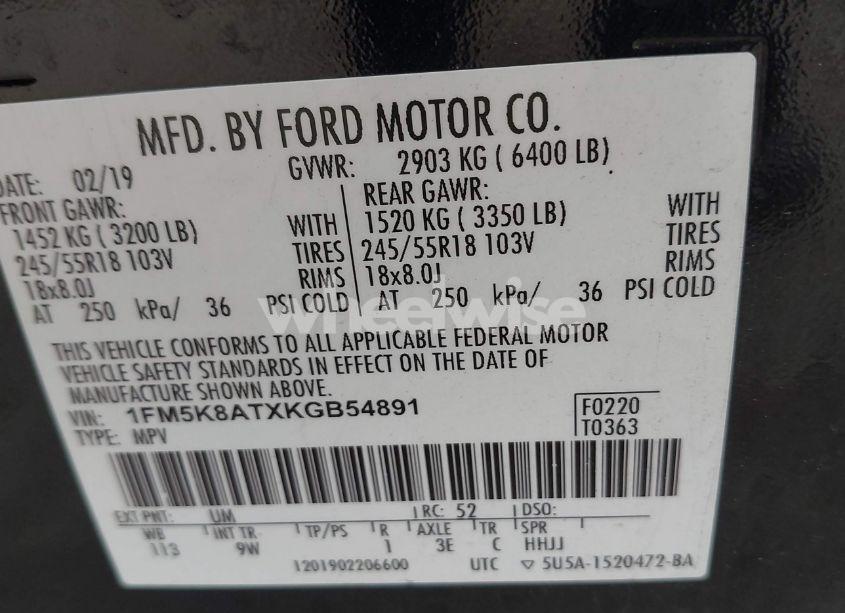 MFD. BY FORD MOTOR CO.
DATE: 02/19 GVWR: 2903 KG ( 6400 LB)
FRONT GAWR: REAR GAWR:
1452 KG ( 3200 LB) WITH 1520 KG ( 3350 LB) WITH
245/55R18 103V TIRES 245/55R18 103V TIRES
18x8.0J RIMS 18x8.0J RIMS
AT 250 kPa/ 36 PSI COLD AT 250 kPa/ 36 PSI COLD
wheelwise
THIS VEHICLE CONFORMS TO ALL APPLICABLE FEDERAL MOTOR
VEHICLE SAFETY STANDARDS IN EFFECT ON THE DATE OF
MANUFACTURE SHOWN ABOVE.
VIN: 1FM5K8ATXKGB54891 F0220
TYPE: MPV T0363
EXT PNT: UM RC: 52 DSO:
WB INT TR TP/PS R AXLE TR SPR
113 9W 1 3E C HHJJ
1201902206600 UTC ▽ 5U5A-1520472-BA